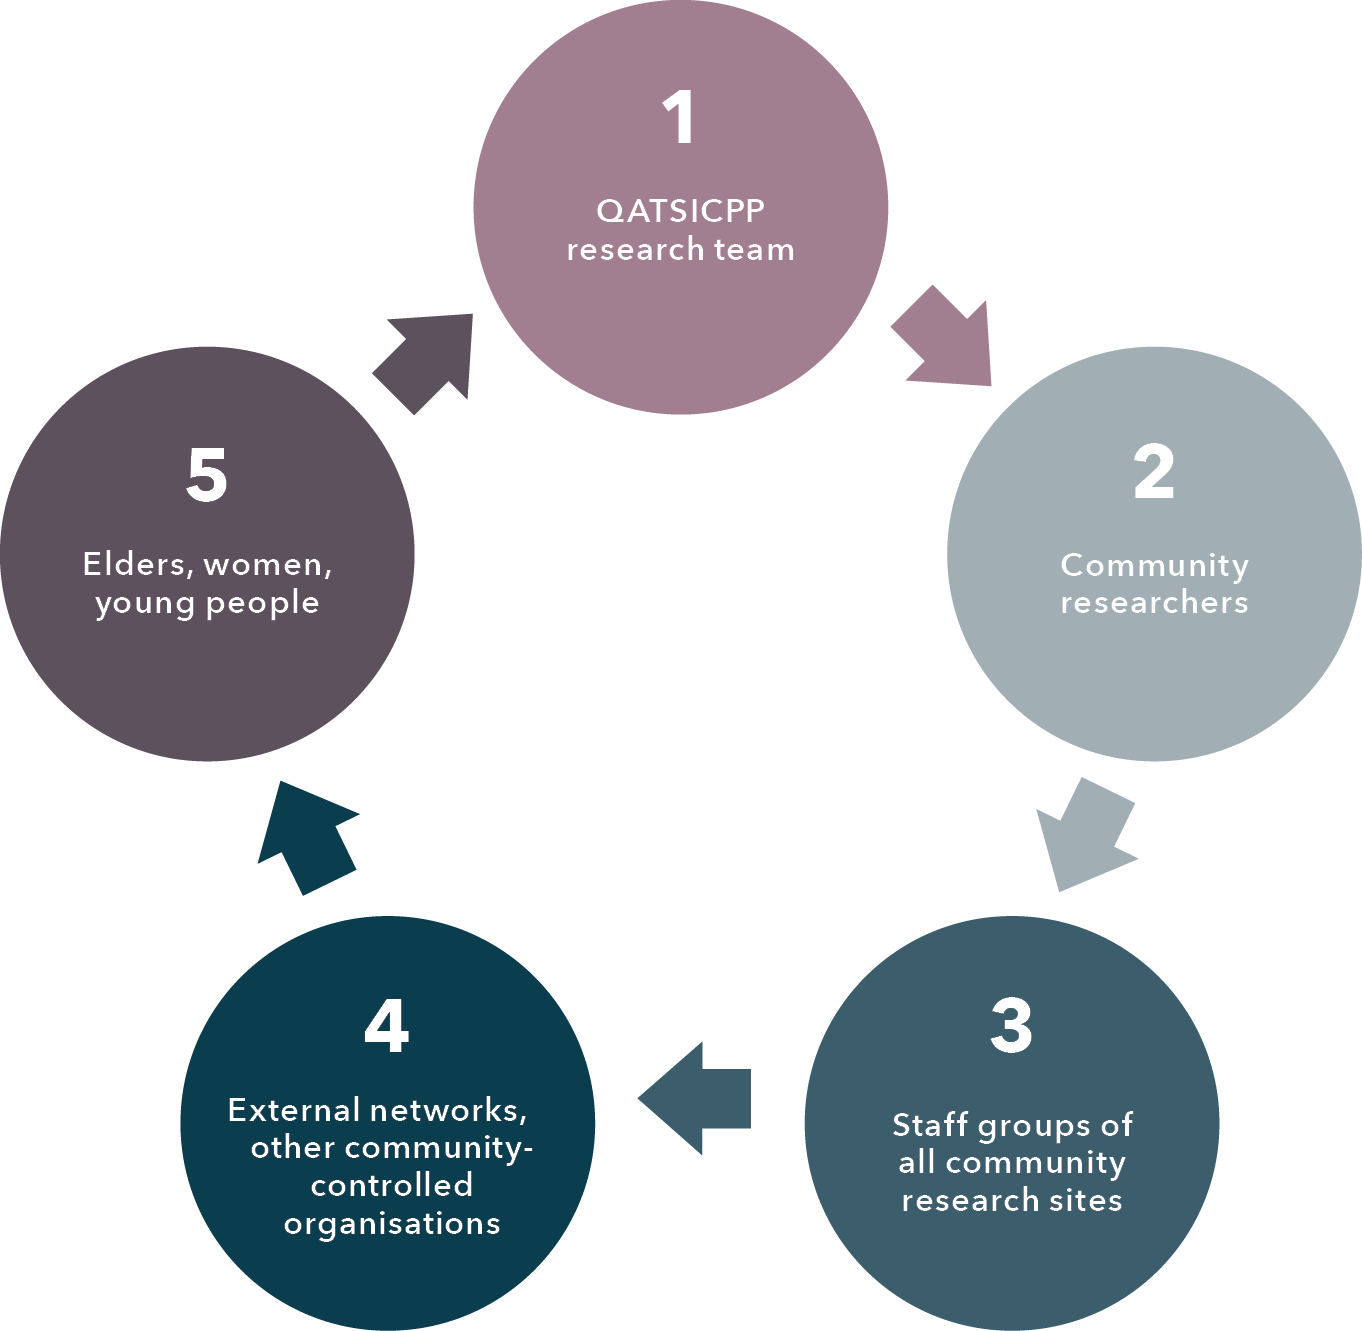 1
QATSICPP
research team
2
Community
researchers
3
Staff groups of
all community
research sites
4
External networks,
other community-
controlled
organisations
5
Elders, women,
young people